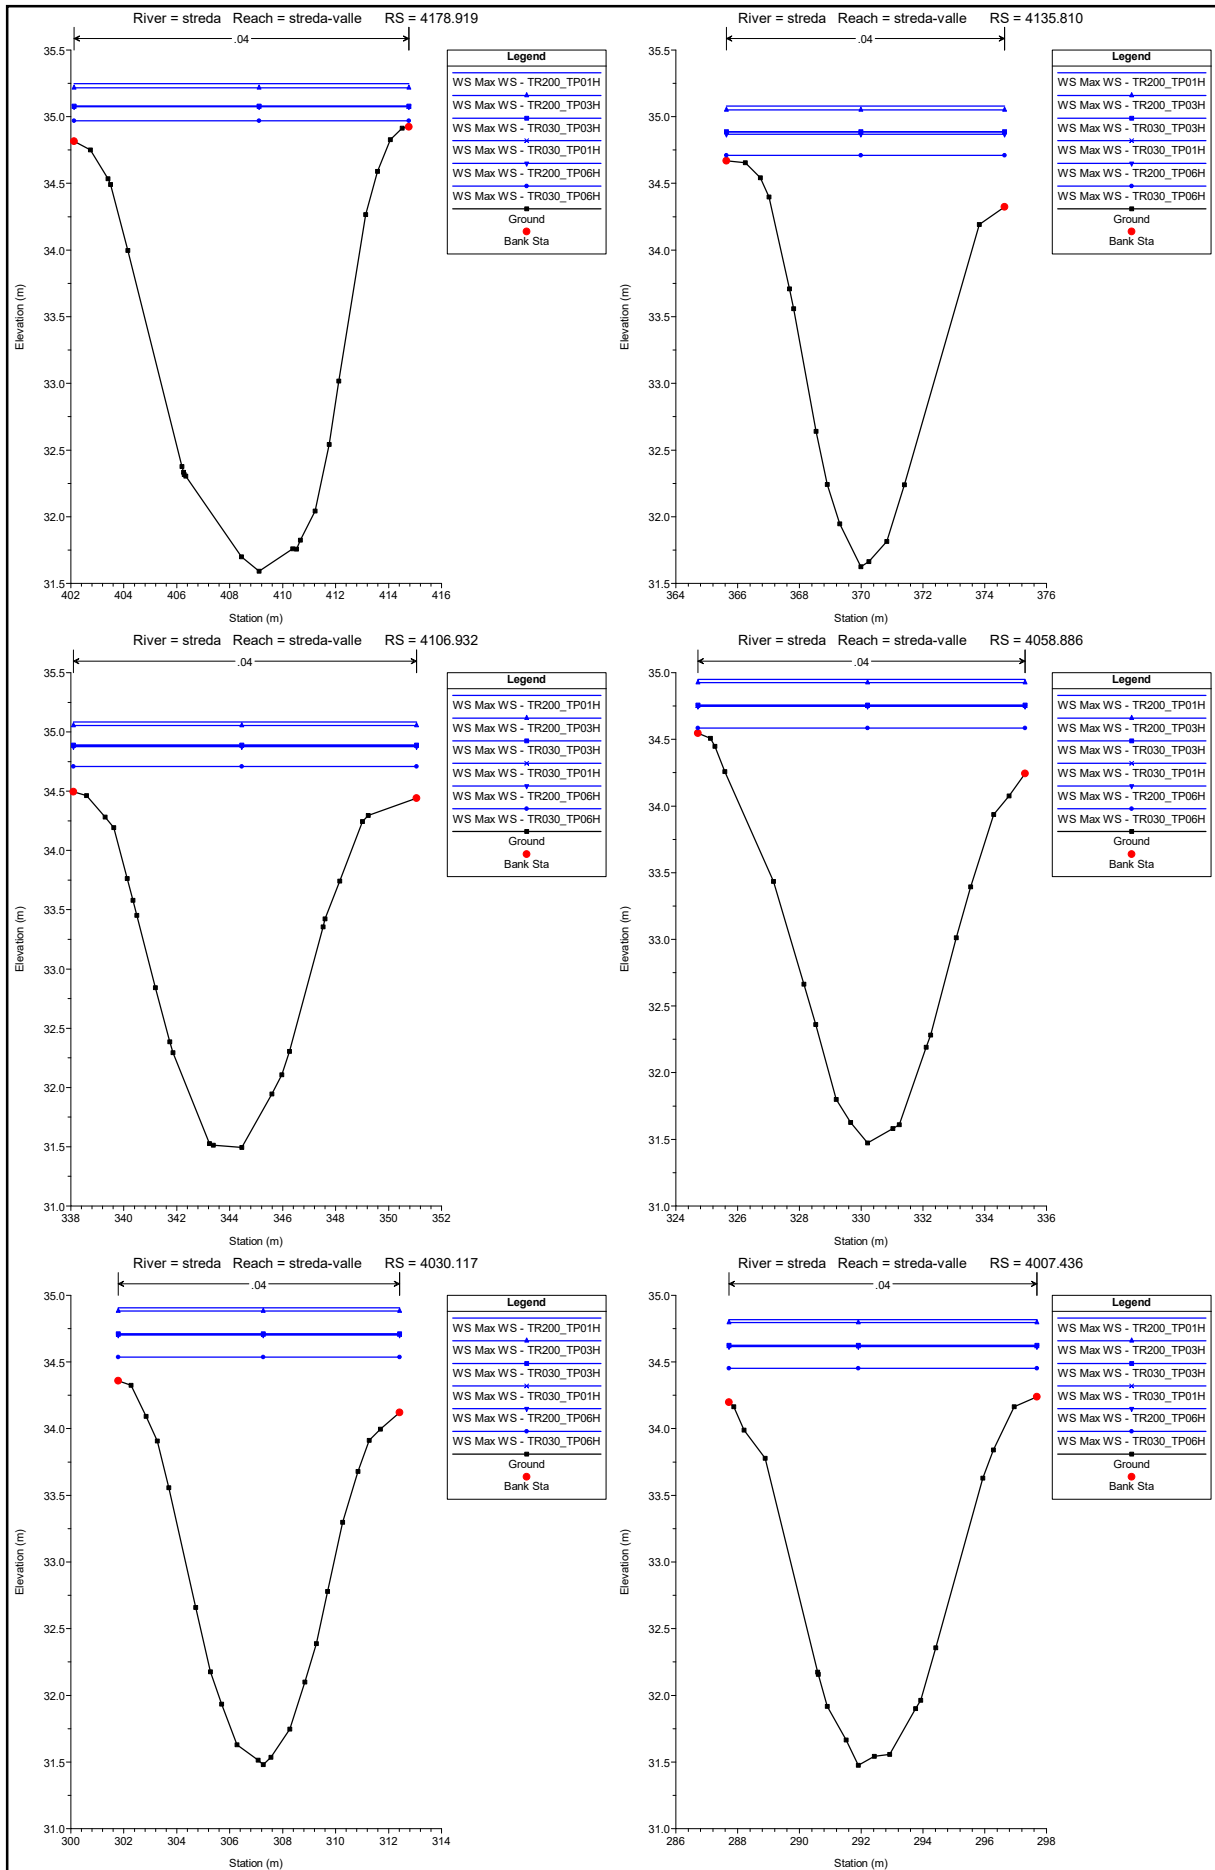 River = streda Reach = streda-valle RS = 4178.919
.04
35.5
35.0
34.5
34.0
33.5
33.0
32.5
32.0
31.5
402 404 406 408 410 412 414 416
Station (m)
Elevation (m)
Legend
WS Max WS - TR200_TP01H
WS Max WS - TR200_TP03H
WS Max WS - TR030_TP03H
WS Max WS - TR030_TP01H
WS Max WS - TR200_TP06H
WS Max WS - TR030_TP06H
Ground
Bank Sta
River = streda Reach = streda-valle RS = 4135.810
.04
35.5
35.0
34.5
34.0
33.5
33.0
32.5
32.0
31.5
364 366 368 370 372 374 376
Station (m)
Elevation (m)
Legend
WS Max WS - TR200_TP01H
WS Max WS - TR200_TP03H
WS Max WS - TR030_TP03H
WS Max WS - TR030_TP01H
WS Max WS - TR200_TP06H
WS Max WS - TR030_TP06H
Ground
Bank Sta
River = streda Reach = streda-valle RS = 4106.932
.04
35.5
35.0
34.5
34.0
33.5
33.0
32.5
32.0
31.5
31.0
338 340 342 344 346 348 350 352
Station (m)
Elevation (m)
Legend
WS Max WS - TR200_TP01H
WS Max WS - TR200_TP03H
WS Max WS - TR030_TP03H
WS Max WS - TR030_TP01H
WS Max WS - TR200_TP06H
WS Max WS - TR030_TP06H
Ground
Bank Sta
River = streda Reach = streda-valle RS = 4058.886
.04
35.0
34.5
34.0
33.5
33.0
32.5
32.0
31.5
31.0
324 326 328 330 332 334 336
Station (m)
Elevation (m)
Legend
WS Max WS - TR200_TP01H
WS Max WS - TR200_TP03H
WS Max WS - TR030_TP03H
WS Max WS - TR030_TP01H
WS Max WS - TR200_TP06H
WS Max WS - TR030_TP06H
Ground
Bank Sta
River = streda Reach = streda-valle RS = 4030.117
.04
35.0
34.5
34.0
33.5
33.0
32.5
32.0
31.5
31.0
300 302 304 306 308 310 312 314
Station (m)
Elevation (m)
Legend
WS Max WS - TR200_TP01H
WS Max WS - TR200_TP03H
WS Max WS - TR030_TP03H
WS Max WS - TR030_TP01H
WS Max WS - TR200_TP06H
WS Max WS - TR030_TP06H
Ground
Bank Sta
River = streda Reach = streda-valle RS = 4007.436
.04
35.0
34.5
34.0
33.5
33.0
32.5
32.0
31.5
31.0
286 288 290 292 294 296 298
Station (m)
Elevation (m)
Legend
WS Max WS - TR200_TP01H
WS Max WS - TR200_TP03H
WS Max WS - TR030_TP03H
WS Max WS - TR030_TP01H
WS Max WS - TR200_TP06H
WS Max WS - TR030_TP06H
Ground
Bank Sta